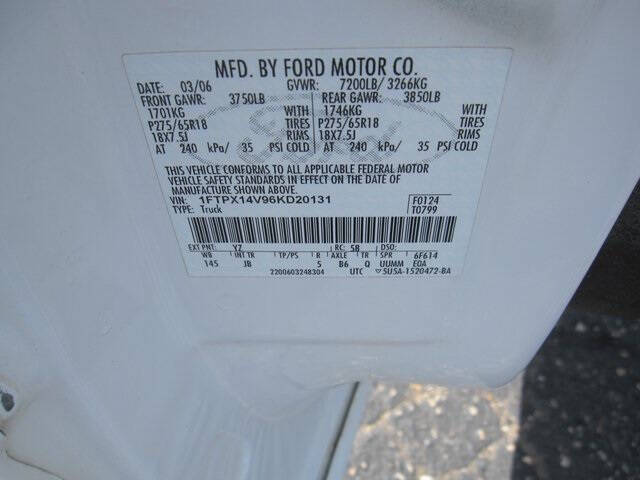 MFD. BY FORD MOTOR CO.
DATE: 03/06 GVWR: 7200LB/ 3266KG
FRONT GAWR: 3750LB REAR GAWR: 3850LB
1701KG WITH 1746KG WITH
P275/65R18 TIRES P275/65R18 TIRES
18X7.5J RIMS 18X7.5J RIMS
AT 240 kPa/ 35 PSI COLD AT 240 kPa/ 35 PSI COLD
THIS VEHICLE CONFORMS TO ALL APPLICABLE FEDERAL MOTOR
VEHICLE SAFETY STANDARDS IN EFFECT ON THE DATE OF
MANUFACTURE SHOWN ABOVE.
VIN: 1FTPX14V96KD20131 F0124
TYPE: Truck T0799
EXT PNT: YZ RC: 58 DSO:
WB INT TR TP/PS R AXLE TR SPR 6F614
145 JB 5 B6 Q UUMM EOA
2200603248304 UTC 5U5A-1520472-BA